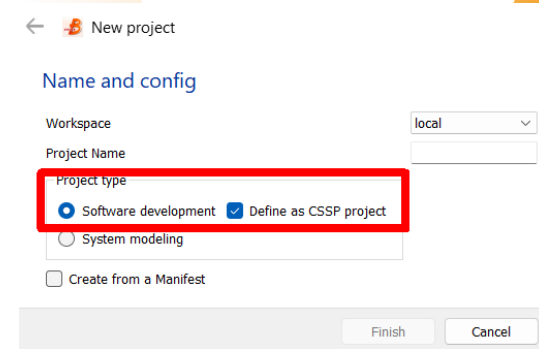 New project
Name and config
Workspace local
Project Name
Project type
Software development Define as CSSP project
System modeling
Create from a Manifest
Finish Cancel